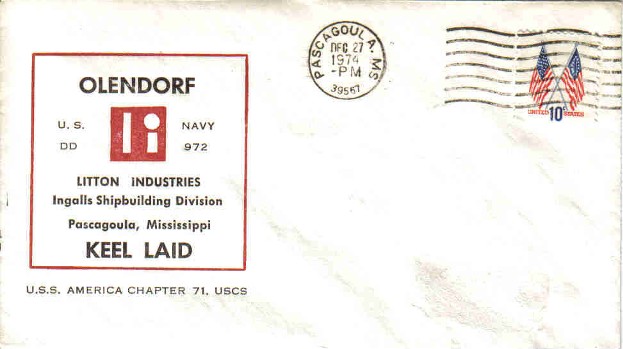 OLENDORF
U. S. NAVY
DD 972
Li
LITTON INDUSTRIES
Ingalls Shipbuilding Division
Pascagoula, Mississippi
KEEL LAID
U.S.S. AMERICA CHAPTER 71, USCS
PASCAGOULA, MS
DEC 27
1974
-PM
39567
UNITED 10c STATES